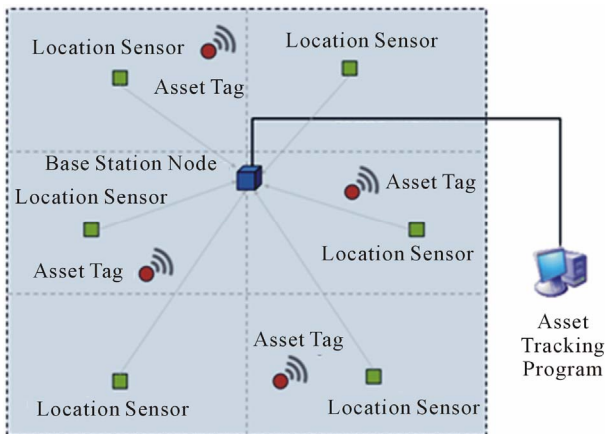 Location Sensor
Location Sensor
Asset Tag
Base Station Node
Asset Tag
Location Sensor
Location Sensor
Asset Tag
Asset Tag
Location Sensor
Location Sensor
Asset
Tracking
Program